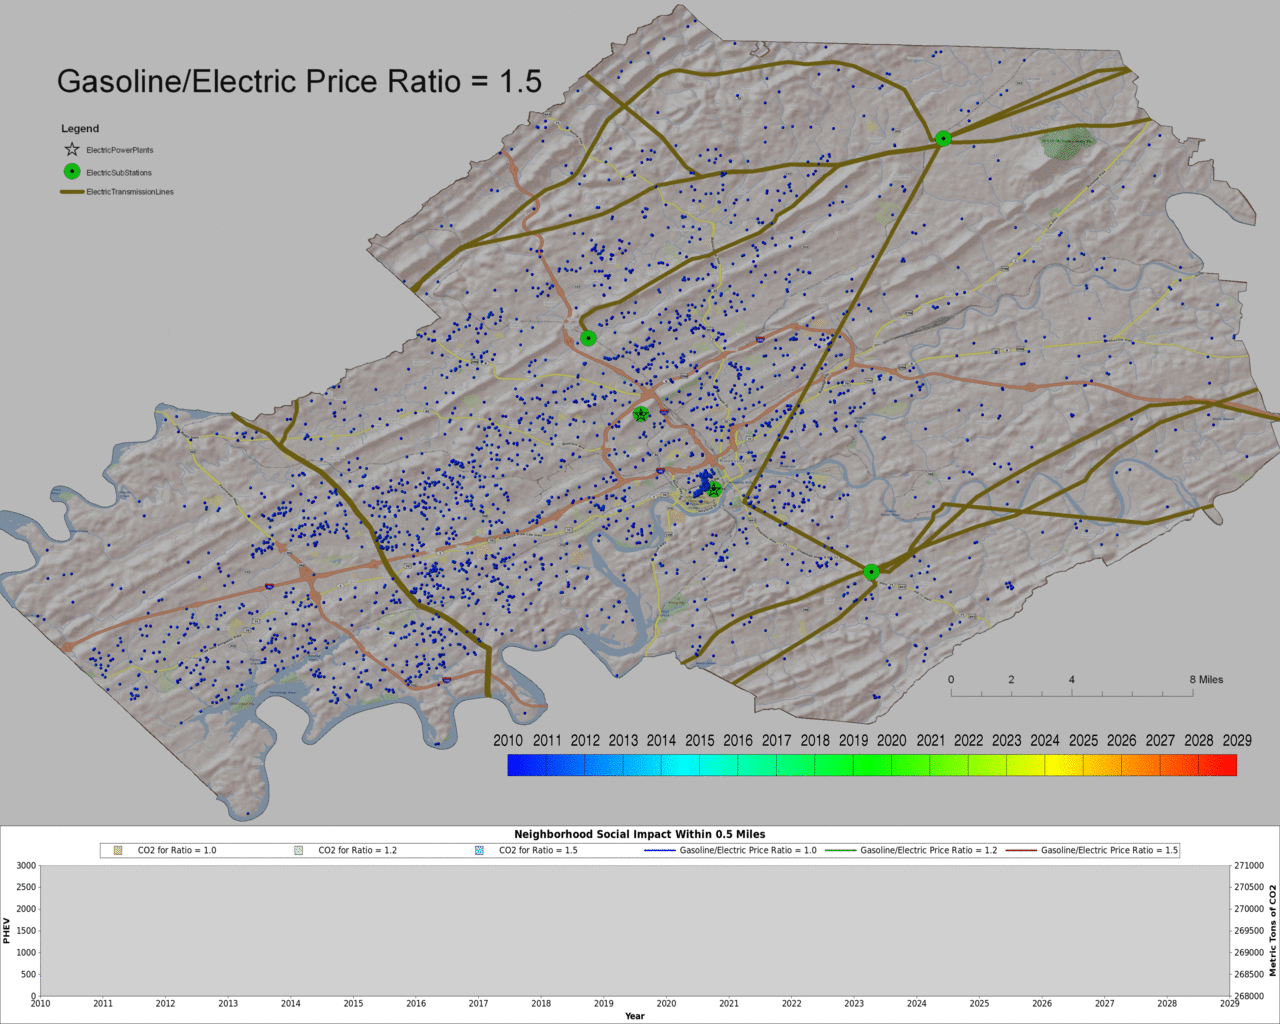 Gasoline/Electric Price Ratio = 1.5
Legend
ElectricPowerPlants
ElectricSubStations
ElectricTransmissionLines
0 2 4 8 Miles
2010 2011 2012 2013 2014 2015 2016 2017 2018 2019 2020 2021 2022 2023 2024 2025 2026 2027 2028 2029
Neighborhood Social Impact Within 0.5 Miles
CO2 for Ratio = 1.0 CO2 for Ratio = 1.2 CO2 for Ratio = 1.5 Gasoline/Electric Price Ratio = 1.0 Gasoline/Electric Price Ratio = 1.2 Gasoline/Electric Price Ratio = 1.5
3000 271000
2500 270500
2000 270000
1500 269500
1000 269000
500 268500
0 268000
PHEV
Metric Tons of CO2
2010 2011 2012 2013 2014 2015 2016 2017 2018 2019 2020 2021 2022 2023 2024 2025 2026 2027 2028 2029
Year